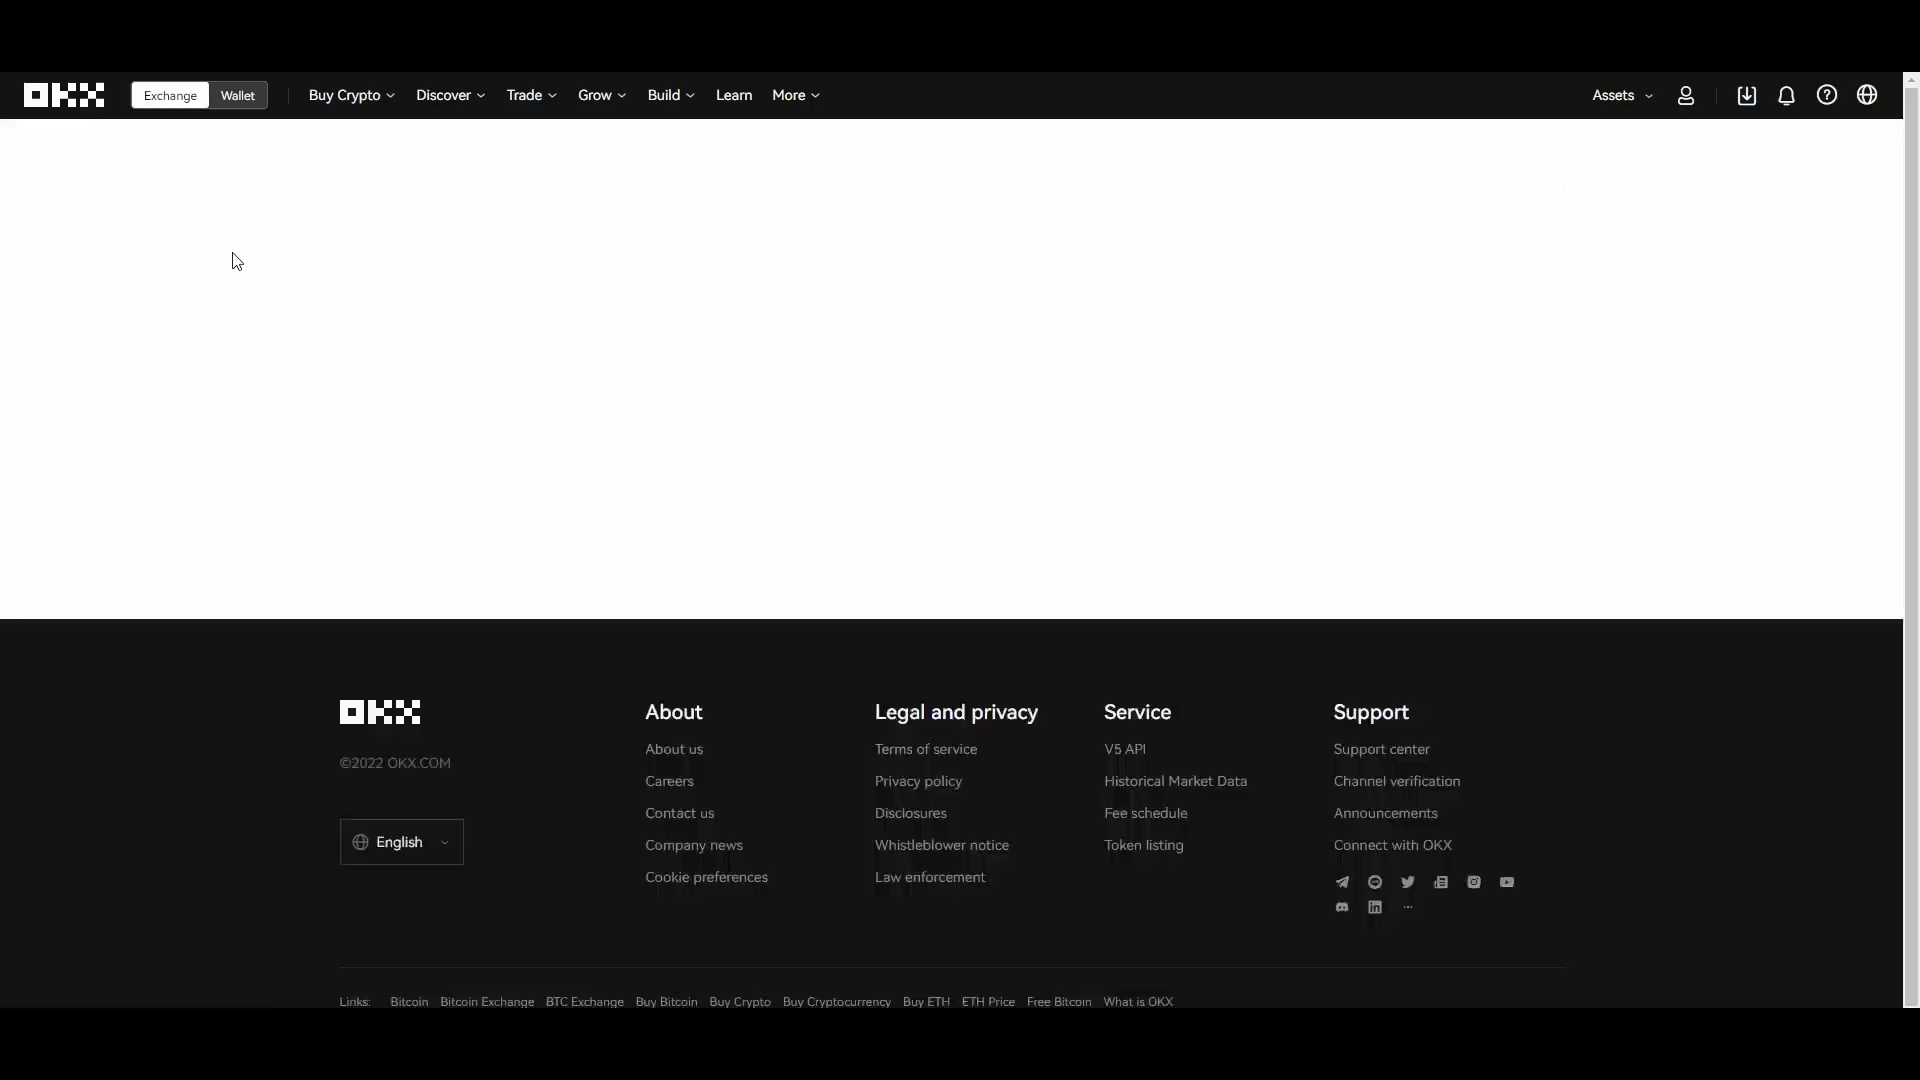 OKX Exchange Wallet Buy Crypto Discover Trade Grow Build Learn More Assets
OKX
©2022 OKX.COM
English
About
About us
Careers
Contact us
Company news
Cookie preferences
Legal and privacy
Terms of service
Privacy policy
Disclosures
Whistleblower notice
Law enforcement
Service
V5 API
Historical Market Data
Fee schedule
Token listing
Support
Support center
Channel verification
Announcements
Connect with OKX
Links: Bitcoin Bitcoin Exchange BTC Exchange Buy Bitcoin Buy Crypto Buy Cryptocurrency Buy ETH ETH Price Free Bitcoin What is OKX